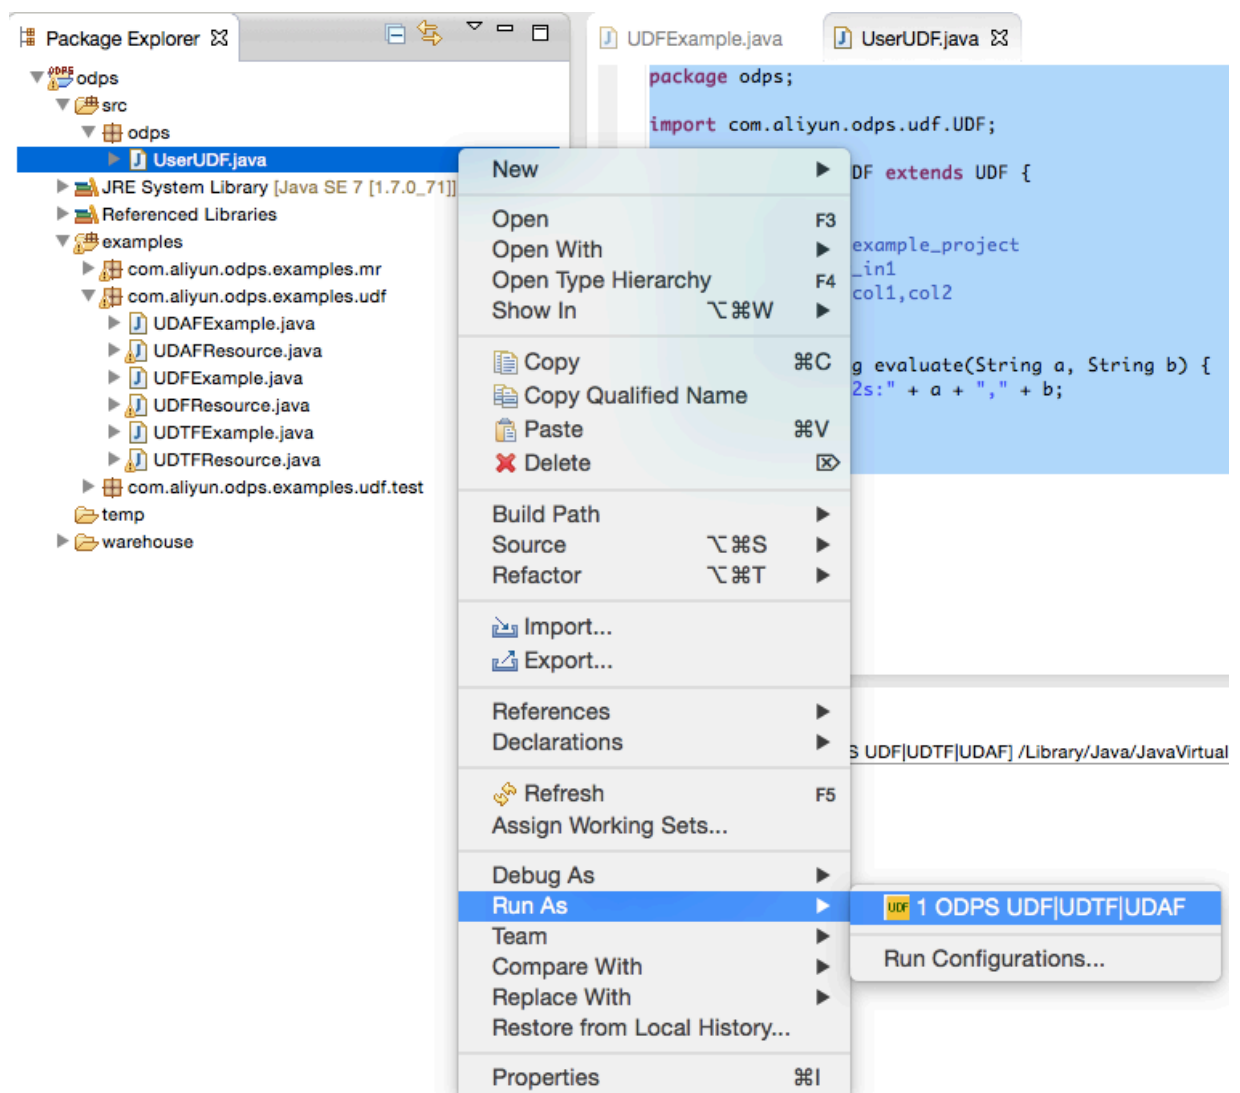 Package Explorer
odps
src
odps
UserUDF.java
JRE System Library [Java SE 7 [1.7.0_71]]
Referenced Libraries
examples
com.aliyun.odps.examples.mr
com.aliyun.odps.examples.udf
UDAFExample.java
UDAFResource.java
UDFExample.java
UDFResource.java
UDTFExample.java
UDTFResource.java
com.aliyun.odps.examples.udf.test
temp
warehouse
New
Open F3
Open With
Open Type Hierarchy F4
Show In ⌥⌘W
Copy ⌘C
Copy Qualified Name
Paste ⌘V
Delete ⌦
Build Path
Source ⌥⌘S
Refactor ⌥⌘T
Import...
Export...
References
Declarations
Refresh F5
Assign Working Sets...
Debug As
Run As
Team
Compare With
Replace With
Restore from Local History...
Properties ⌘I
UDF 1 ODPS UDF|UDTF|UDAF
Run Configurations...
UDFExample.java
UserUDF.java
package odps;
import com.aliyun.odps.udf.UDF;
DF extends UDF {
example_project
_in1
col1,col2
g evaluate(String a, String b) {
2s:" + a + "," + b;
S UDF|UDTF|UDAF] /Library/Java/JavaVirtual